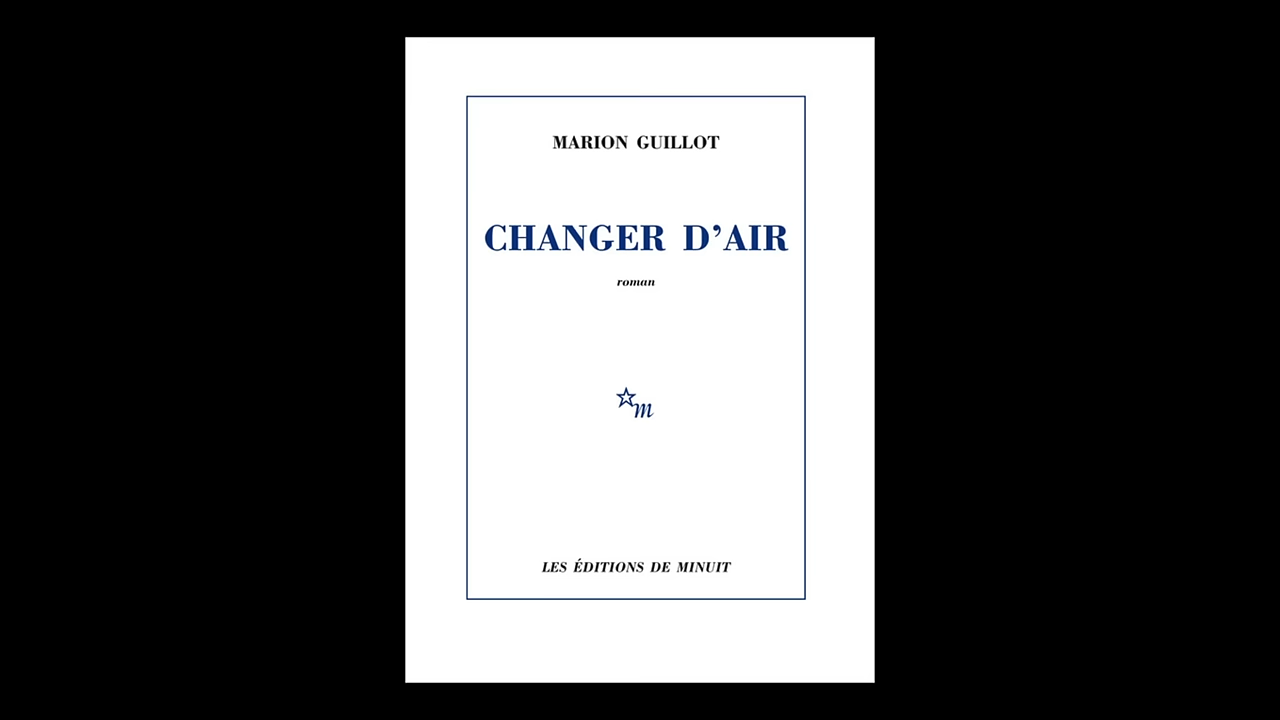 MARION GUILLOT
CHANGER D’AIR
roman
m
LES ÉDITIONS DE MINUIT